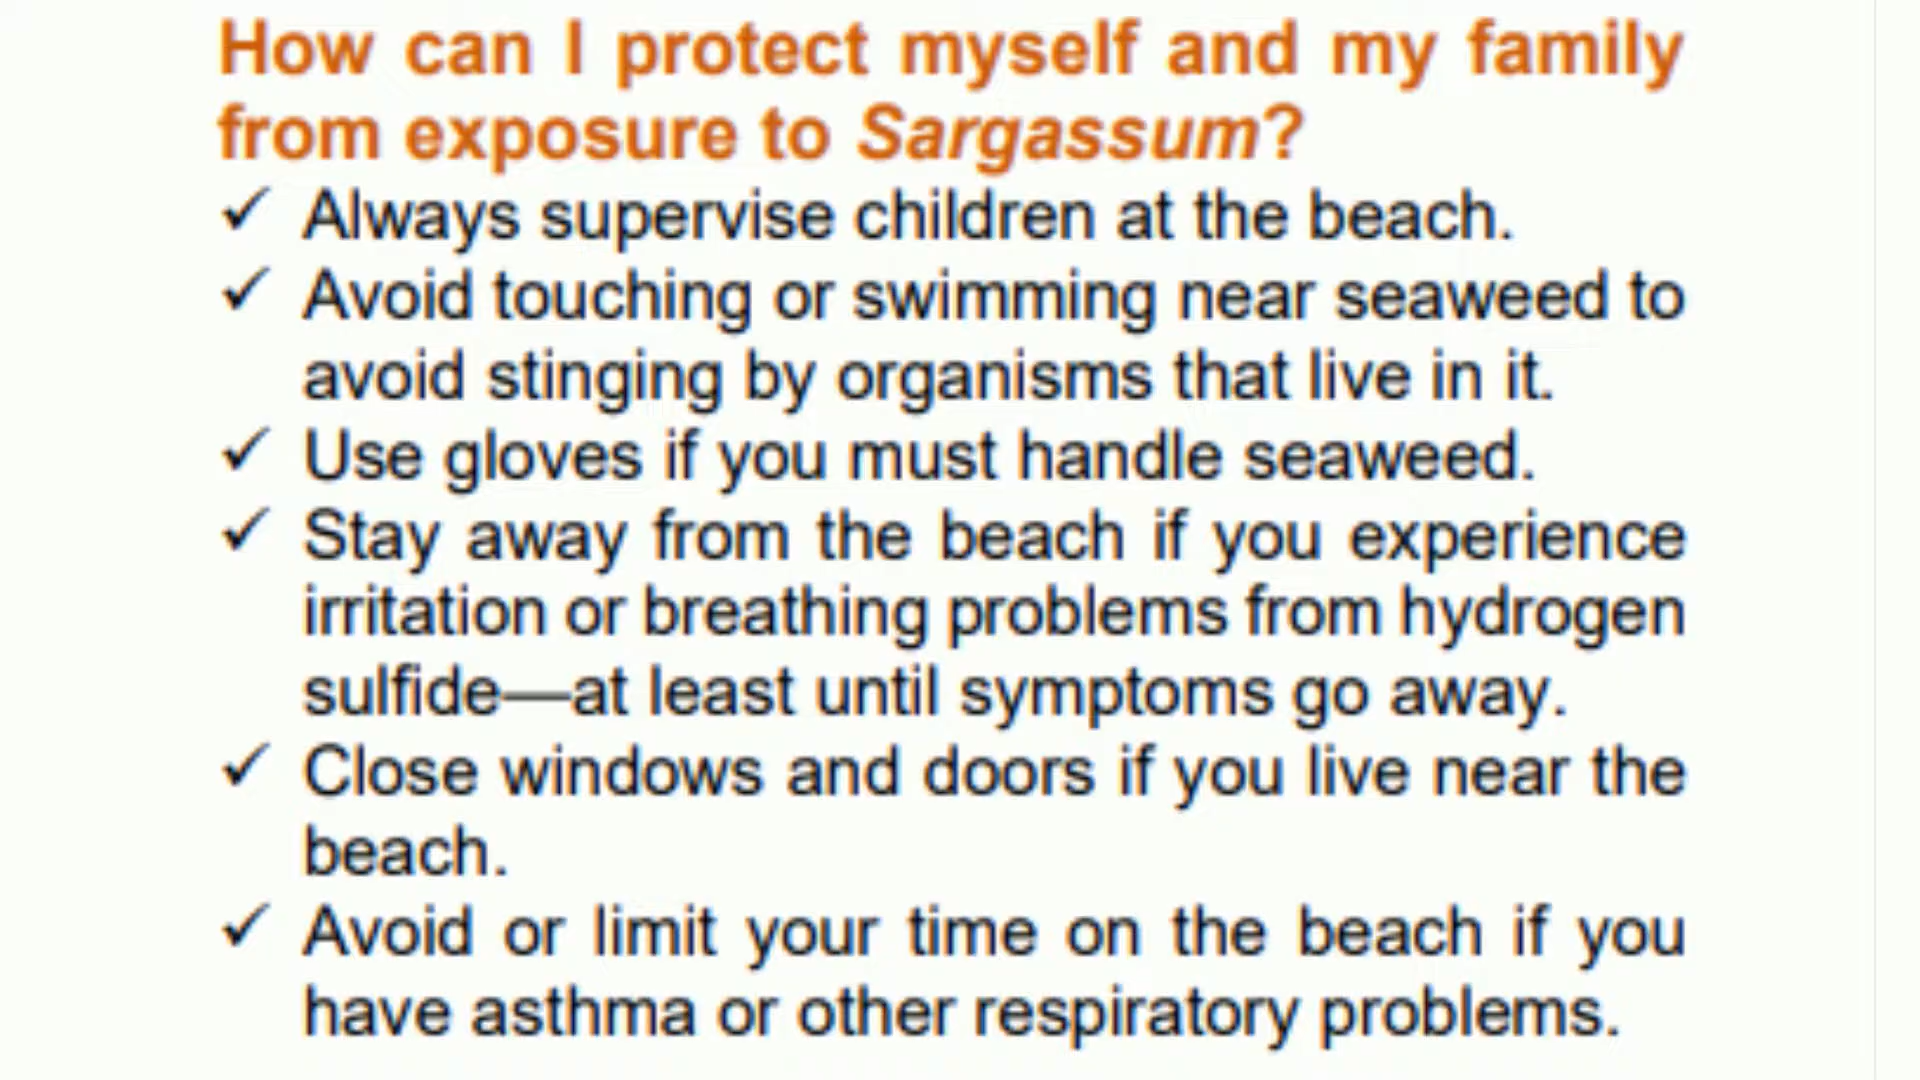 How can I protect myself and my family
from exposure to Sargassum?
✓ Always supervise children at the beach.
✓ Avoid touching or swimming near seaweed to
avoid stinging by organisms that live in it.
✓ Use gloves if you must handle seaweed.
✓ Stay away from the beach if you experience
irritation or breathing problems from hydrogen
sulfide—at least until symptoms go away.
✓ Close windows and doors if you live near the
beach.
✓ Avoid or limit your time on the beach if you
have asthma or other respiratory problems.